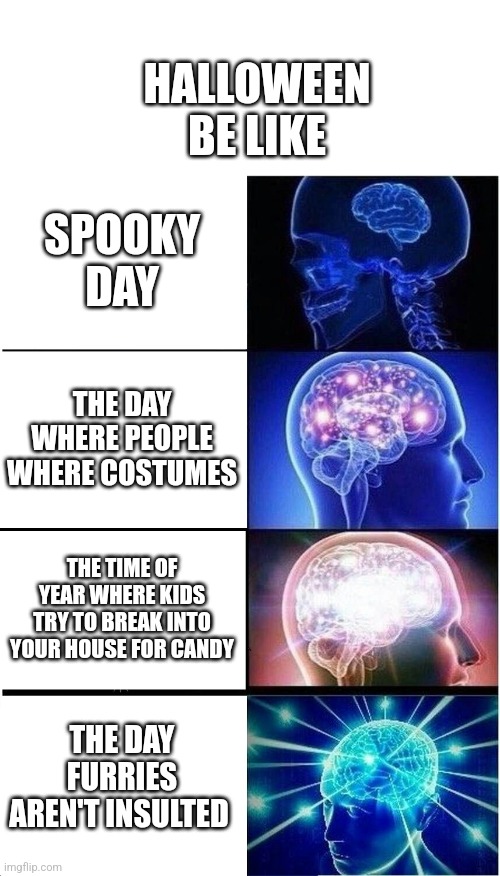 HALLOWEEN
BE LIKE
SPOOKY
DAY
THE DAY
WHERE PEOPLE
WHERE COSTUMES
THE TIME OF
YEAR WHERE KIDS
TRY TO BREAK INTO
YOUR HOUSE FOR CANDY
THE DAY
FURRIES
AREN'T INSULTED
imgflip.com